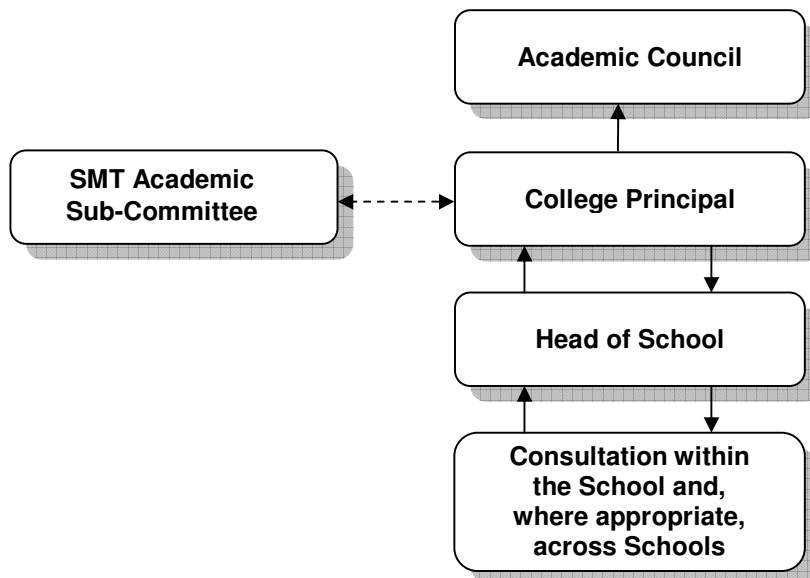 Academic Council
SMT Academic
Sub-Committee
College Principal
Head of School
Consultation within
the School and,
where appropriate,
across Schools